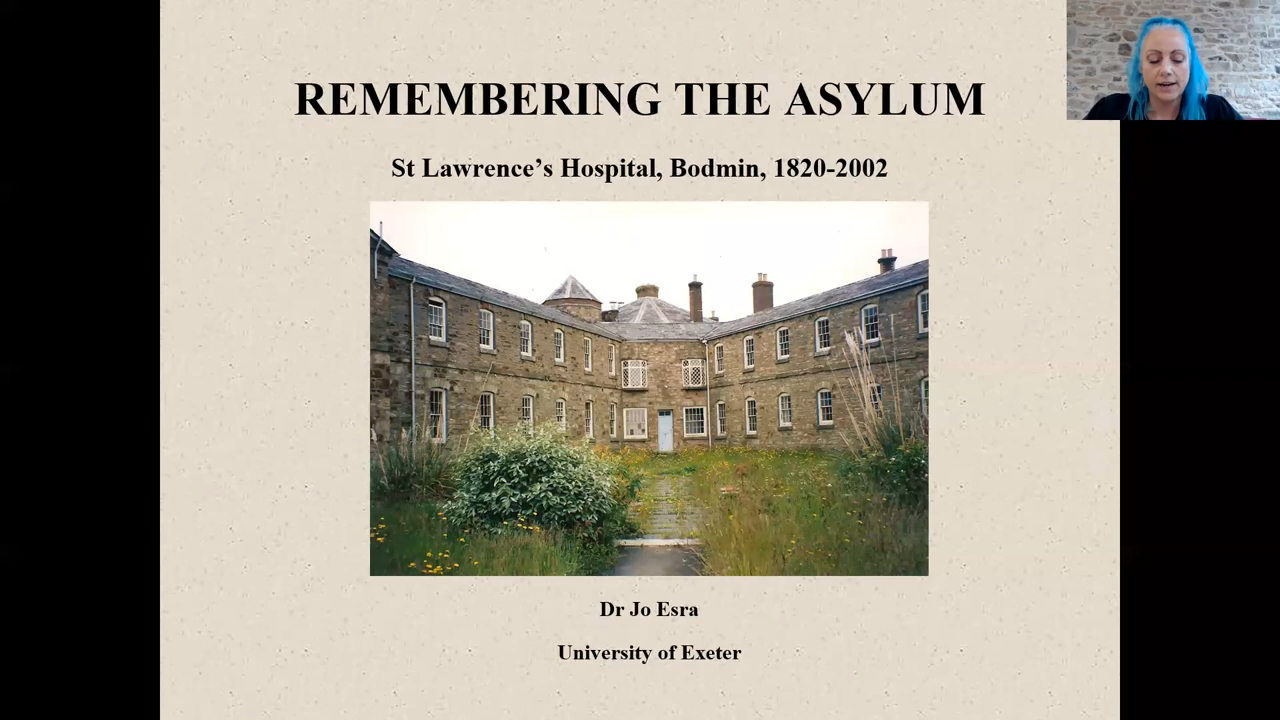 REMEMBERING THE ASYLUM
St Lawrence’s Hospital, Bodmin, 1820-2002
Dr Jo Esra
University of Exeter